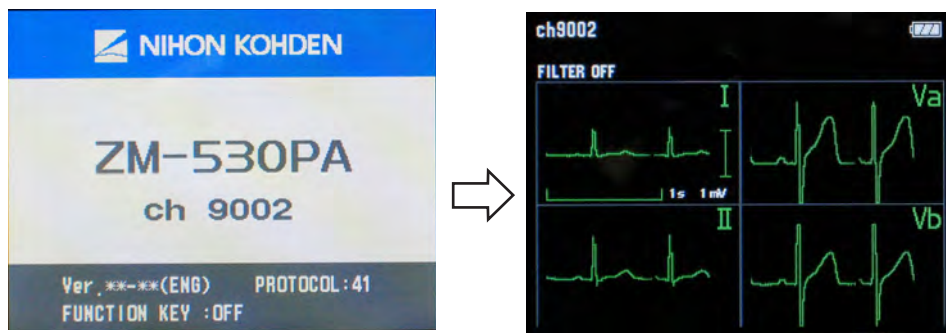 NIHON KOHDEN
ZM-530PA
ch 9002
Ver.**-**(ENG) PROTOCOL:41
FUNCTION KEY :OFF
ch9002
FILTER OFF
I
Va
1s 1mV
II
Vb